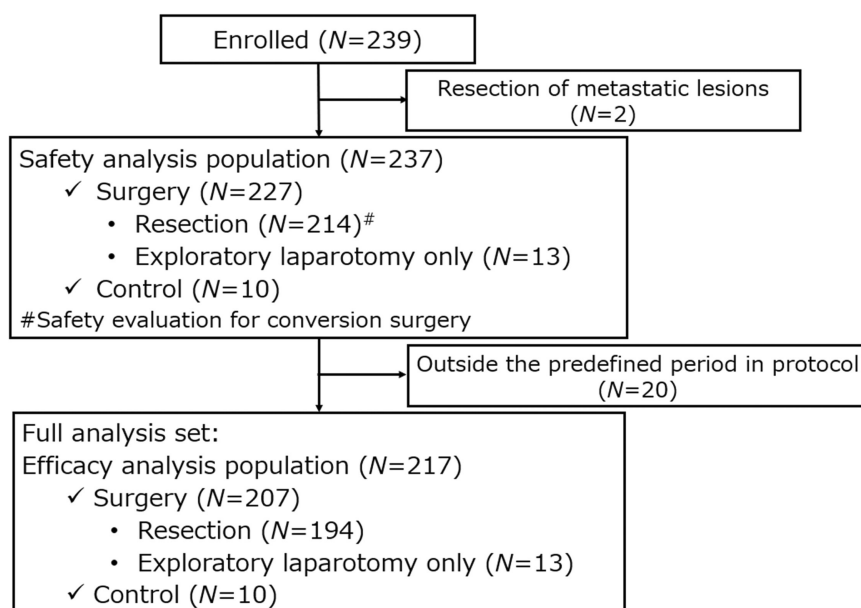 Enrolled (N=239)
Resection of metastatic lesions
(N=2)
Safety analysis population (N=237)
✓ Surgery (N=227)
• Resection (N=214)#
• Exploratory laparotomy only (N=13)
✓ Control (N=10)
#Safety evaluation for conversion surgery
Outside the predefined period in protocol
(N=20)
Full analysis set:
Efficacy analysis population (N=217)
✓ Surgery (N=207)
• Resection (N=194)
• Exploratory laparotomy only (N=13)
✓ Control (N=10)